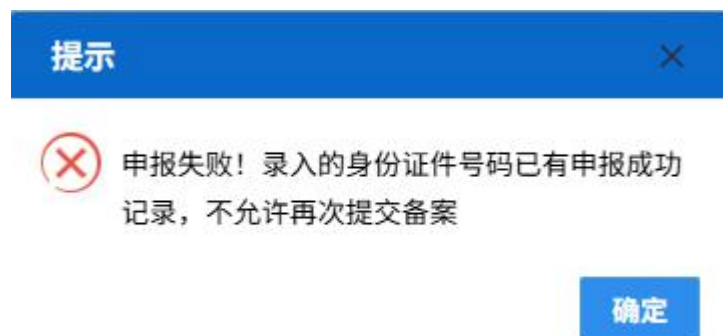 提示
申报失败！录入的身份证件号码已有申报成功
记录，不允许再次提交备案
确定